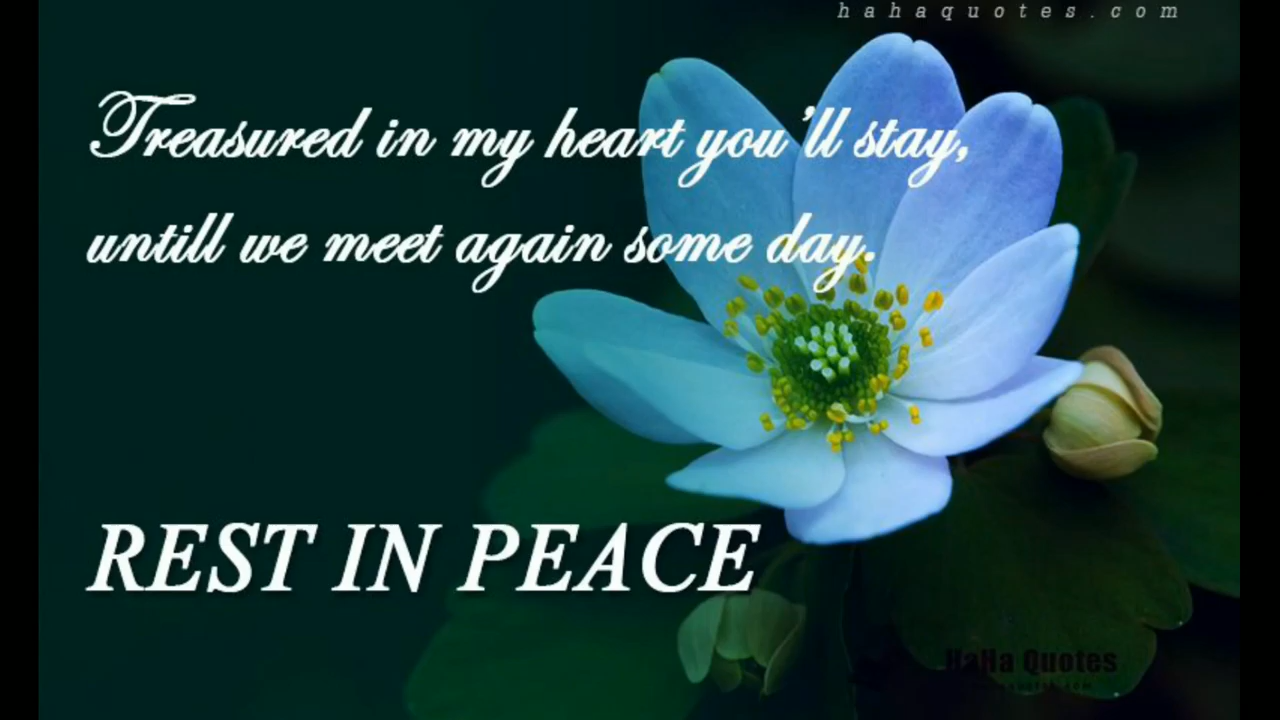 hahaquotes.com
Treasured in my heart you'll stay,
untill we meet again some day.
REST IN PEACE
HaHa Quotes